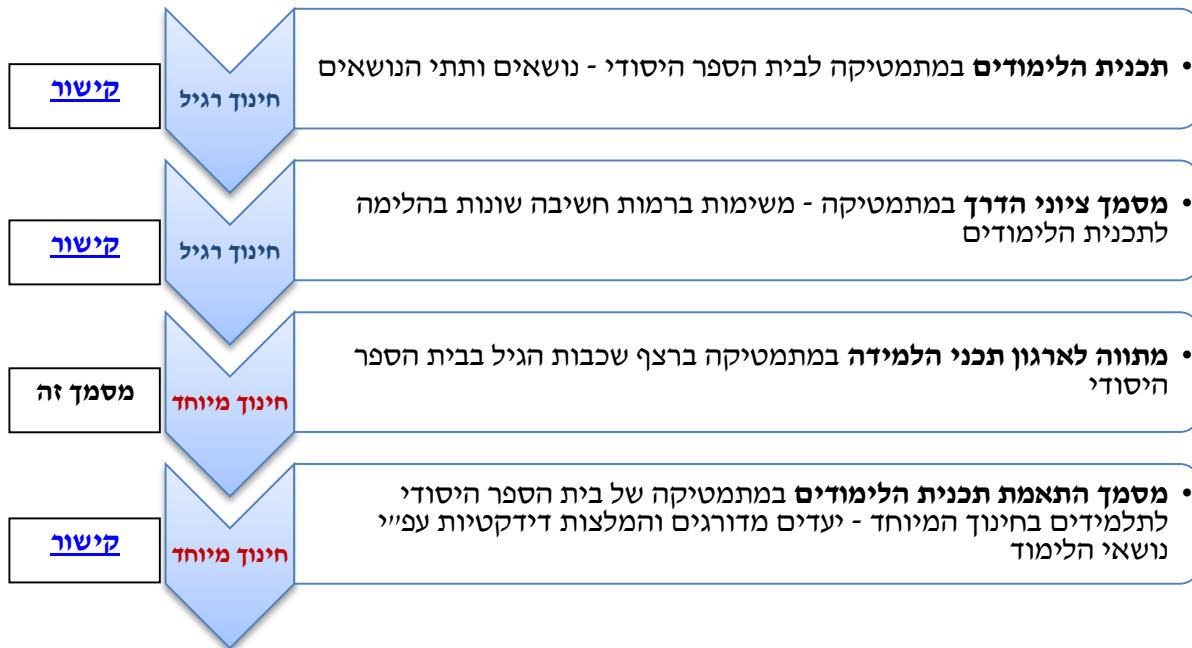 • תכנית הלימודים במתמטיקה לבית הספר היסודי - נושאים ותתי הנושאים
חינוך רגיל
קישור
• מסמך ציוני הדרך במתמטיקה - משימות ברמות חשיבה שונות בהלימה
לתכנית הלימודים
חינוך רגיל
קישור
• מתווה לארגון תכני הלמידה במתמטיקה ברצף שכבות הגיל בבית הספר
היסודי
חינוך מיוחד
מסמך זה
• מסמך התאמת תכנית הלימודים במתמטיקה של בית הספר היסודי
לתלמידים בחינוך המיוחד - יעדים מדורגים והמלצות דידקטיות עפ״י
נושאי הלימוד
חינוך מיוחד
קישור